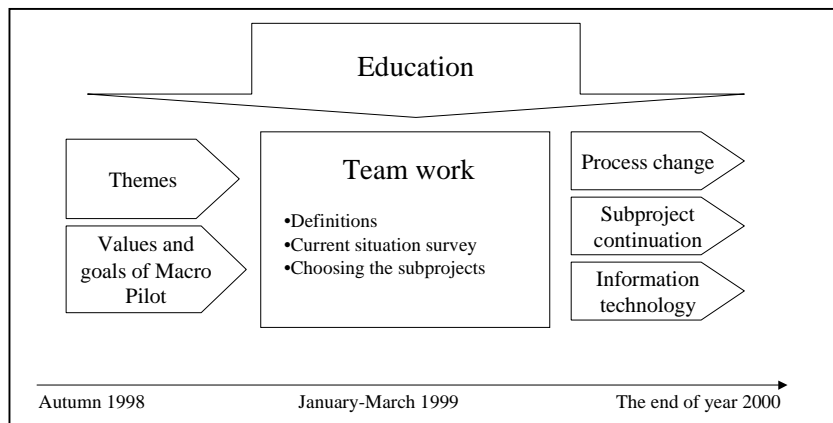 Education
Themes
Values and
goals of Macro
Pilot
Team work
•Definitions
•Current situation survey
•Choosing the subprojects
Process change
Subproject
continuation
Information
technology
Autumn 1998
January-March 1999
The end of year 2000